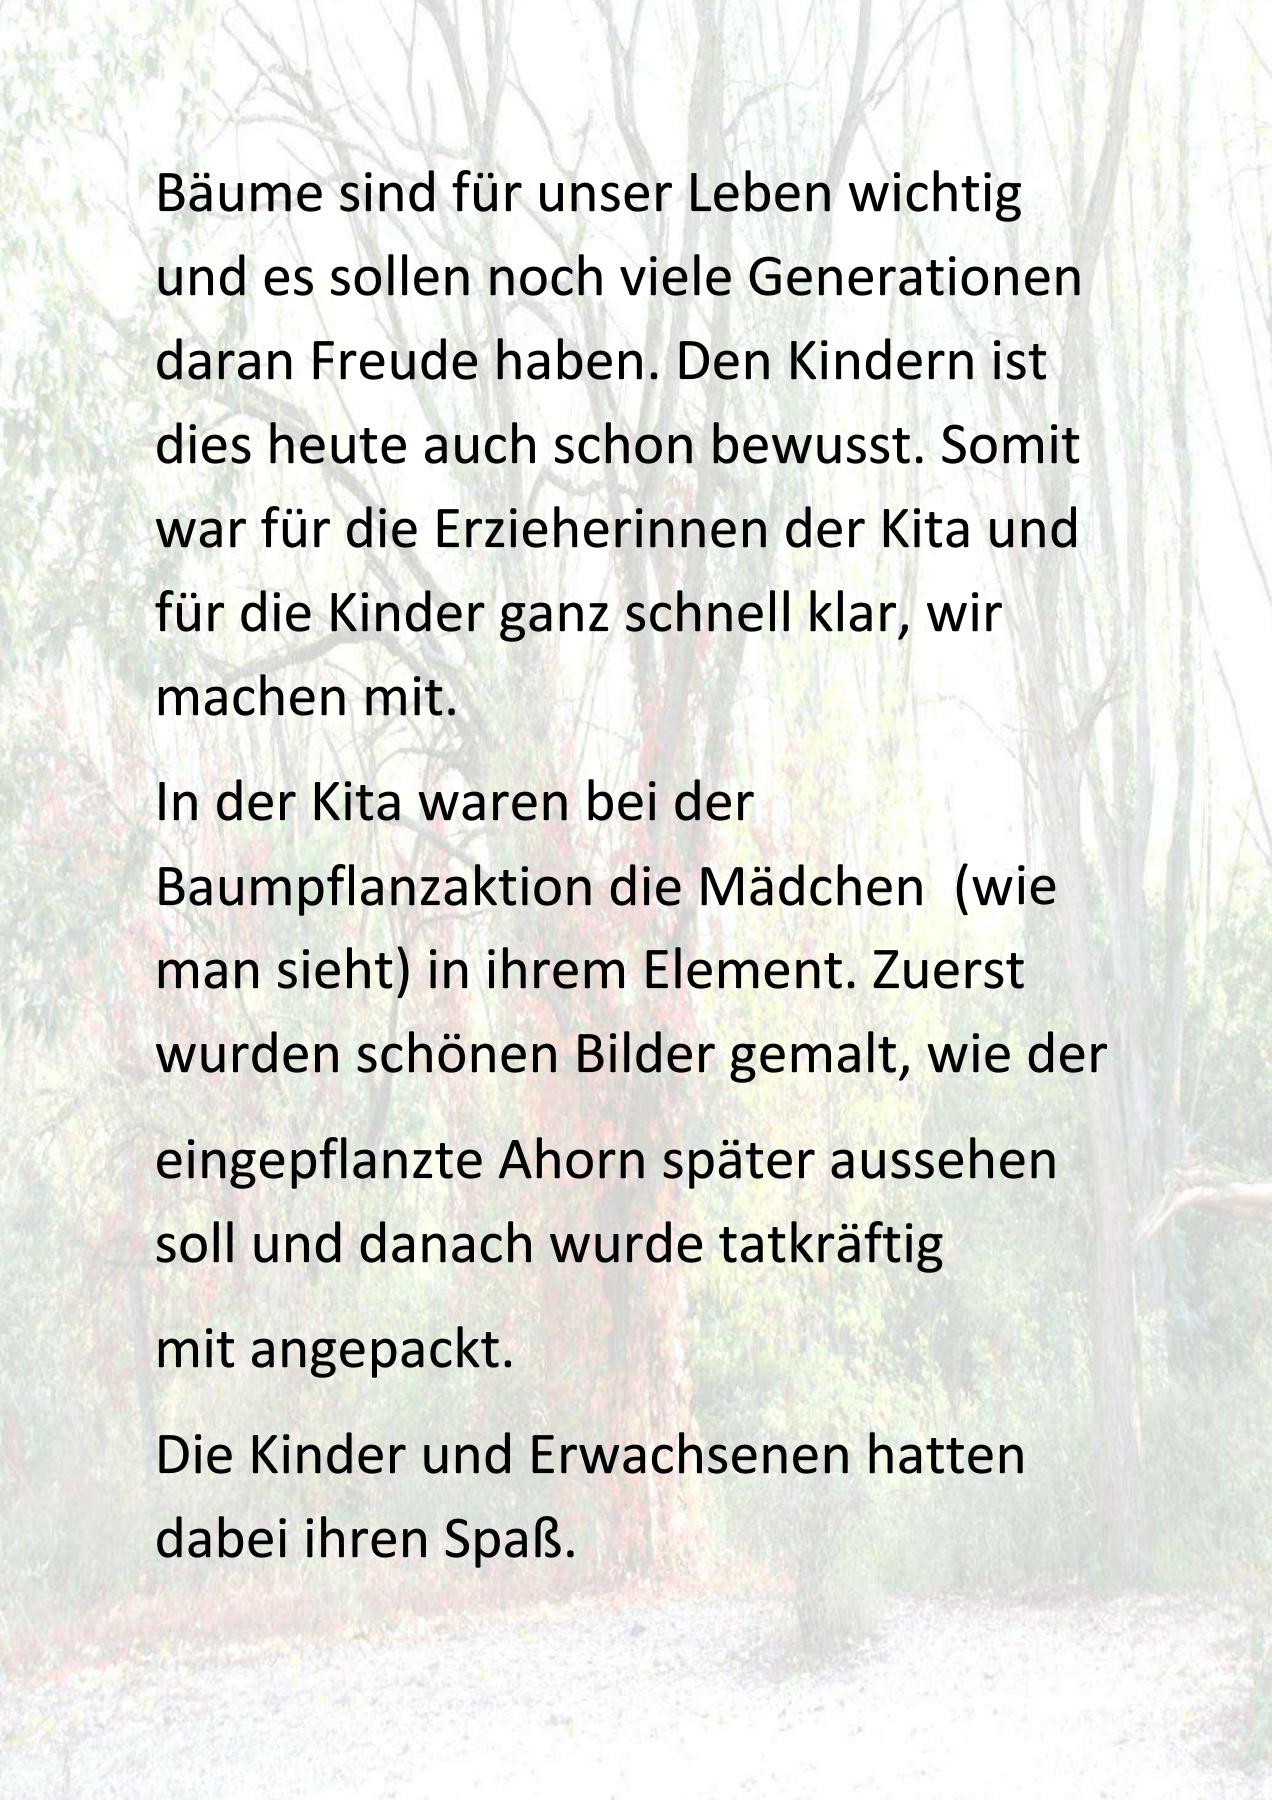 Bäume sind für unser Leben wichtig
und es sollen noch viele Generationen
daran Freude haben. Den Kindern ist
dies heute auch schon bewusst. Somit
war für die Erzieherinnen der Kita und
für die Kinder ganz schnell klar, wir
machen mit.
In der Kita waren bei der
Baumpflanzaktion die Mädchen  (wie
man sieht) in ihrem Element. Zuerst
wurden schönen Bilder gemalt, wie der
eingepflanzte Ahorn später aussehen
soll und danach wurde tatkräftig
mit angepackt.
Die Kinder und Erwachsenen hatten
dabei ihren Spaß.